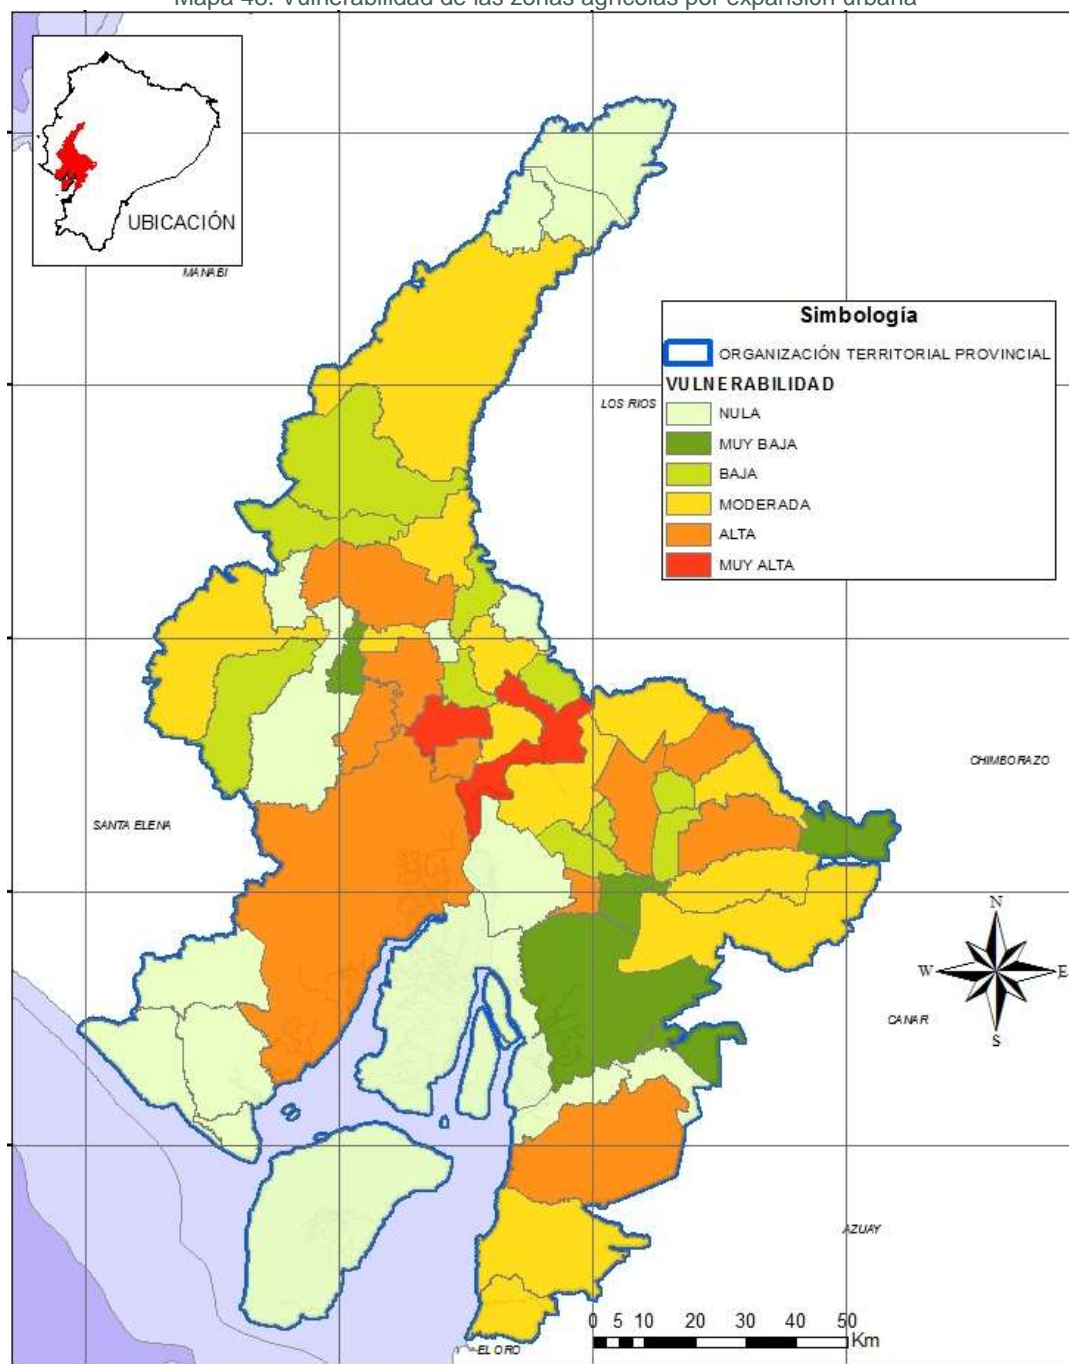 Mapa 48: Vulnerabilidad de las zonas agrícolas por expansión urbana
UBICACIÓN
MANABI
Simbología
ORGANIZACIÓN TERRITORIAL PROVINCIAL
VULNERABILIDAD
NULA
MUY BAJA
BAJA
MODERADA
ALTA
MUY ALTA
LOS RIOS
CHIMBORAZO
SANTA ELENA
N
W
E
S
CANAR
AZUAY
0 5 10 20 30 40 50
Km
EL ORO